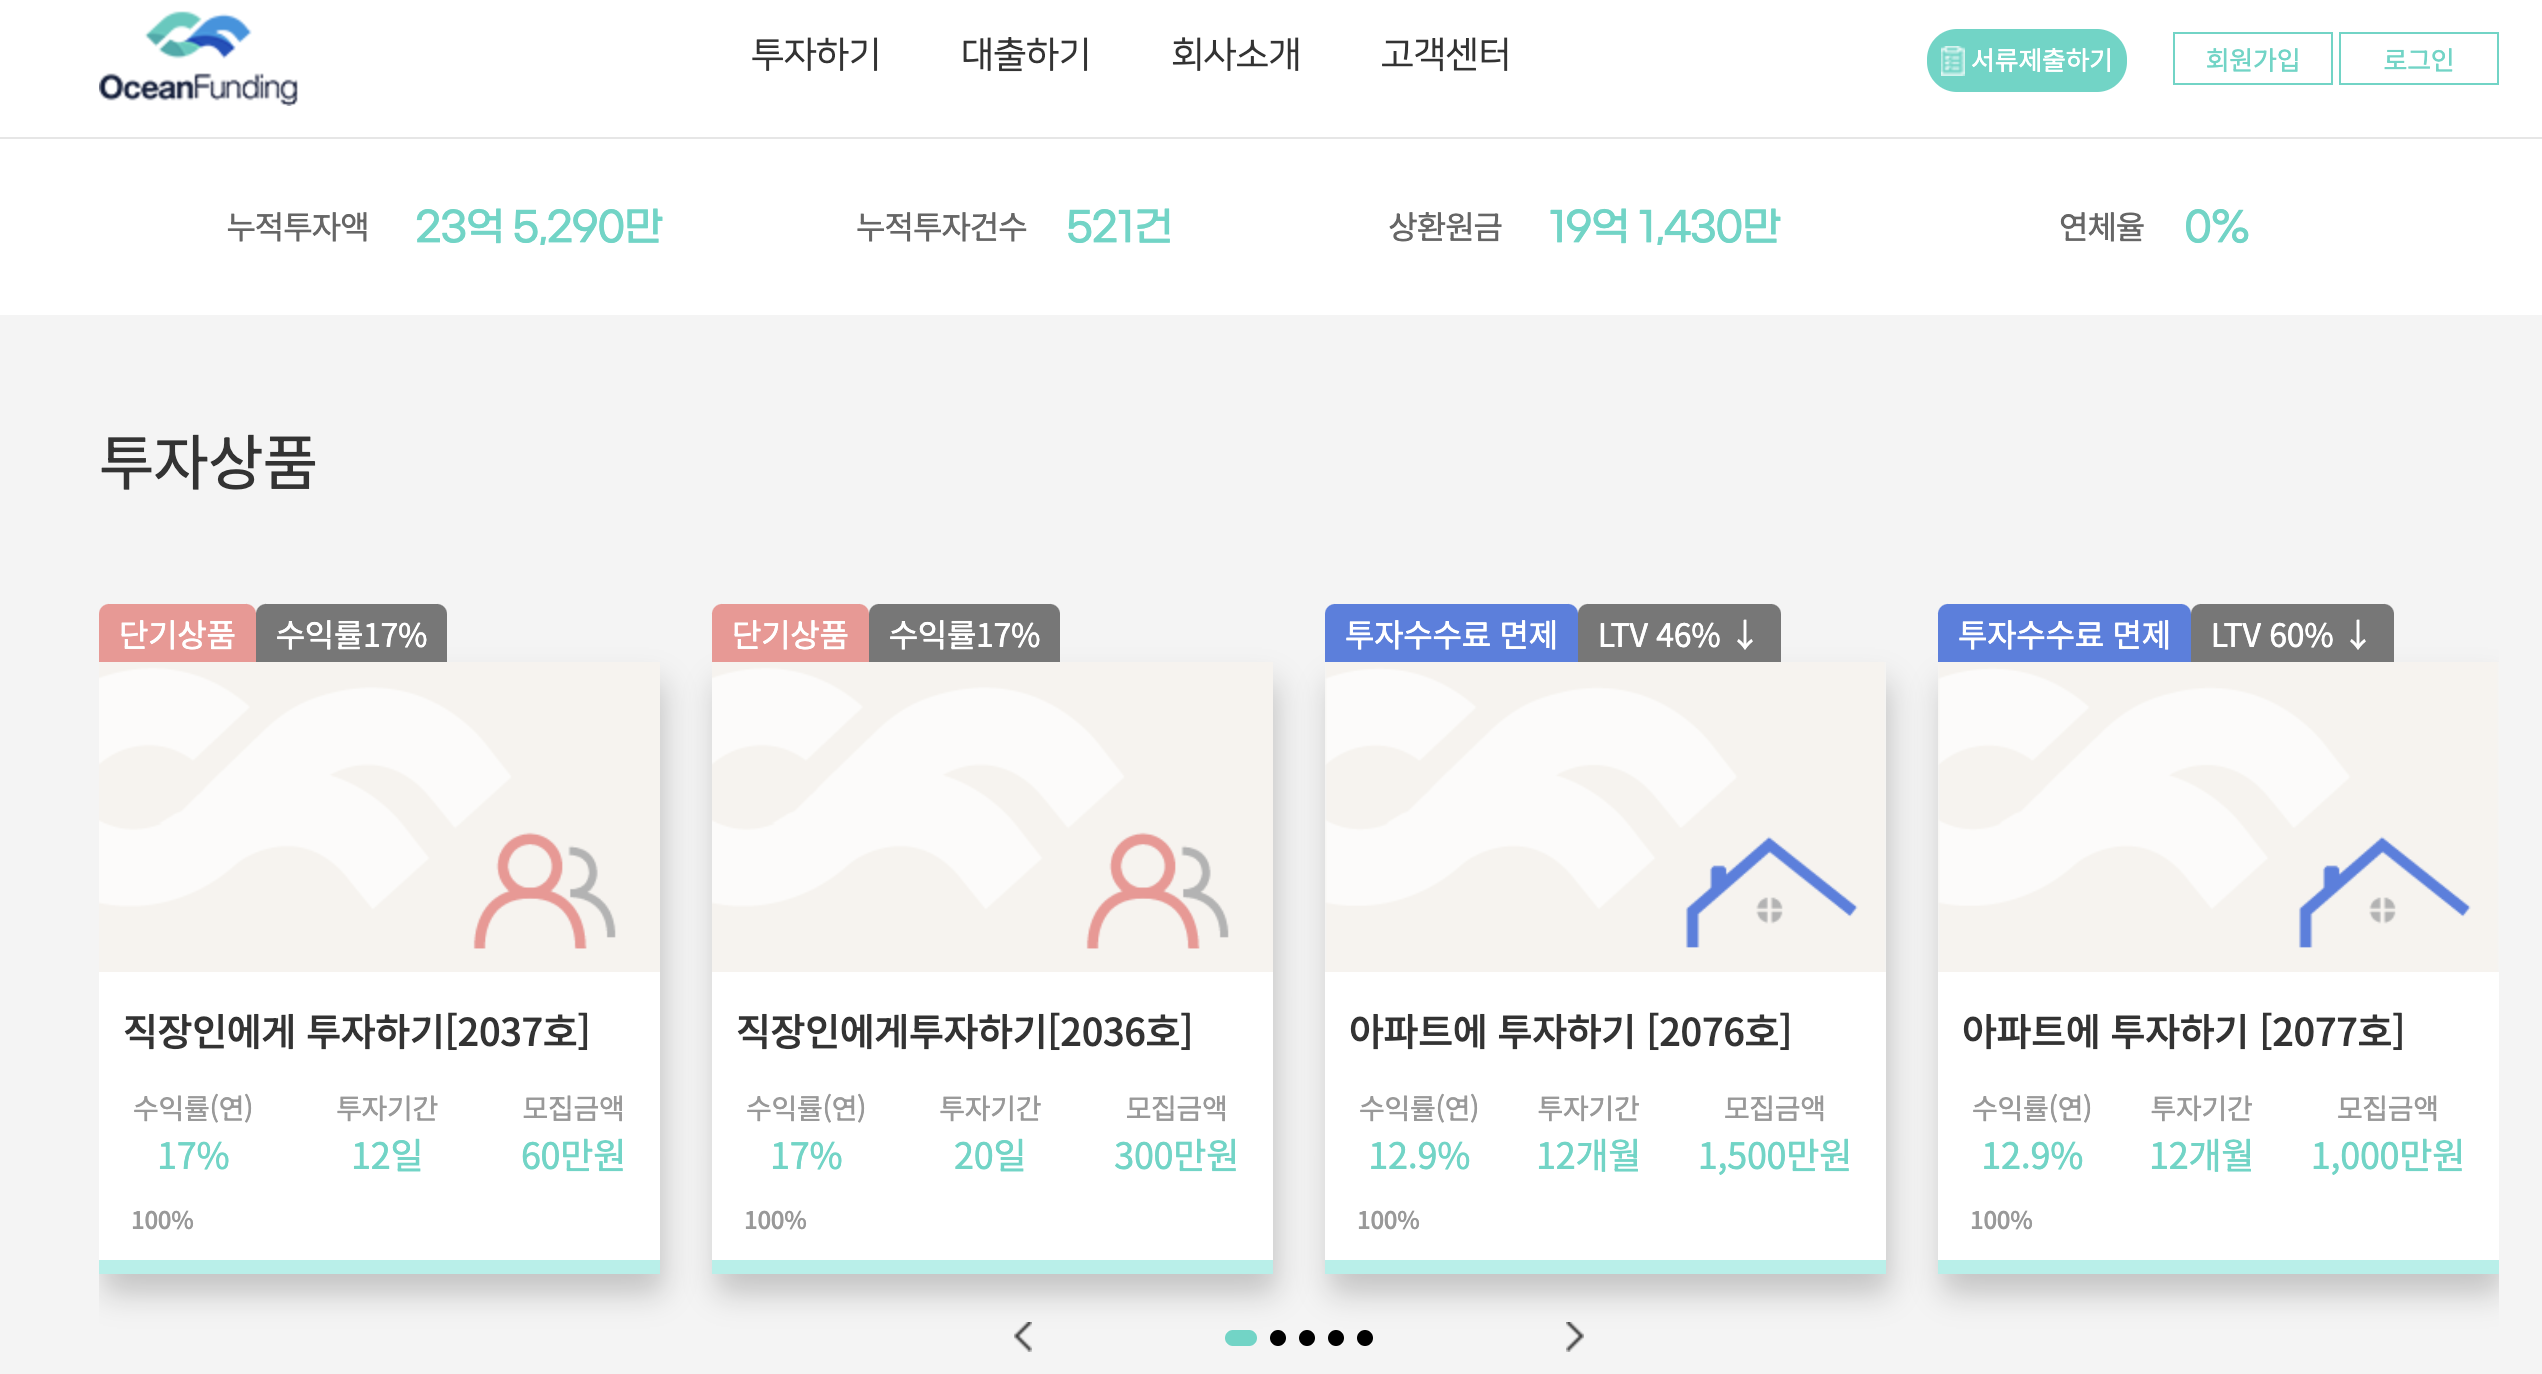 OceanFunding
투자하기 대출하기 회사소개 고객센터
서류제출하기 회원가입 로그인
누적투자액 23억 5,290만 누적투자건수 521건 상환원금 19억 1,430만 연체율 0%
투자상품
단기상품 수익률17%
직장인에게 투자하기[2037호]
수익률(연) 투자기간 모집금액
17% 12일 60만원
100%
단기상품 수익률17%
직장인에게투자하기[2036호]
수익률(연) 투자기간 모집금액
17% 20일 300만원
100%
투자수수료 면제 LTV 46% ↓
아파트에 투자하기 [2076호]
수익률(연) 투자기간 모집금액
12.9% 12개월 1,500만원
100%
투자수수료 면제 LTV 60% ↓
아파트에 투자하기 [2077호]
수익률(연) 투자기간 모집금액
12.9% 12개월 1,000만원
100%